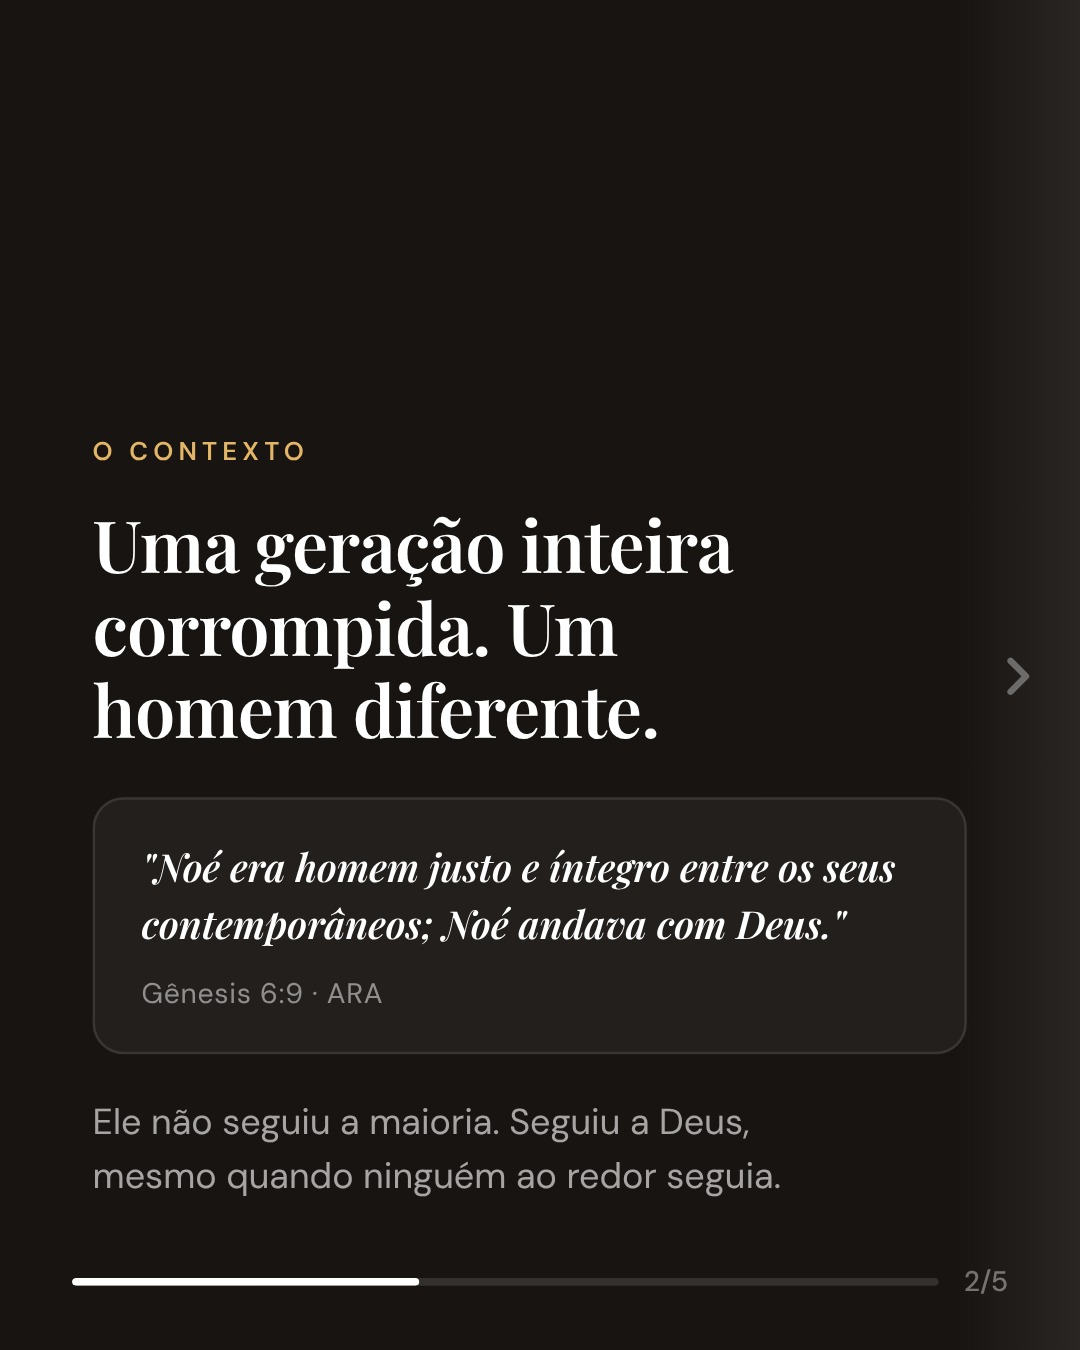 O CONTEXTO
Uma geração inteira
corrompida. Um
homem diferente.
"Noé era homem justo e íntegro entre os seus
contemporâneos; Noé andava com Deus."
Gênesis 6:9 · ARA
Ele não seguiu a maioria. Seguiu a Deus,
mesmo quando ninguém ao redor seguia.
2/5